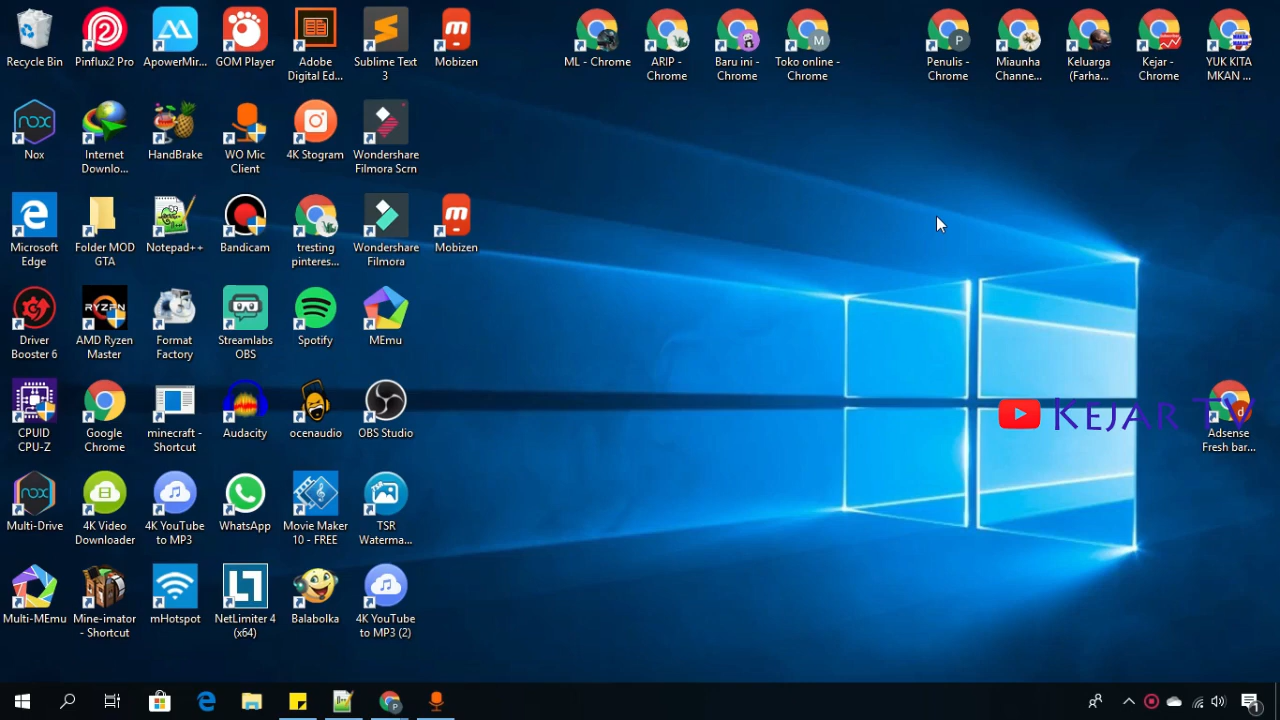 Recycle Bin
Pinflux2 Pro
ApowerMir...
GOM Player
Adobe
Digital Ed...
Sublime Text
3
Mobizen
ML - Chrome
ARIP -
Chrome
Baru ini -
Chrome
Toko online -
Chrome
Penulis -
Chrome
Miaunha
Channe...
Keluarga
(Farha...
Kejar -
Chrome
YUK KITA
MKAN ...
Nox
Internet
Downlo...
HandBrake
WO Mic
Client
4K Stogram
Wondershare
Filmora Scrn
Microsoft
Edge
Folder MOD
GTA
Notepad++
Bandicam
tresting
pinteres...
Wondershare
Filmora
Mobizen
Driver
Booster 6
RYZEN
AMD Ryzen
Master
Format
Factory
Streamlabs
OBS
Spotify
MEmu
CPUID
CPU-Z
Google
Chrome
minecraft -
Shortcut
Audacity
ocenaudio
OBS Studio
KEJAR TV
Adsense
Fresh bar...
Multi-Drive
4K Video
Downloader
4K YouTube
to MP3
WhatsApp
Movie Maker
10 - FREE
TSR
Waterma...
Multi-MEmu
Mine-imator
- Shortcut
mHotspot
NetLimiter 4
(x64)
Balabolka
4K YouTube
to MP3 (2)